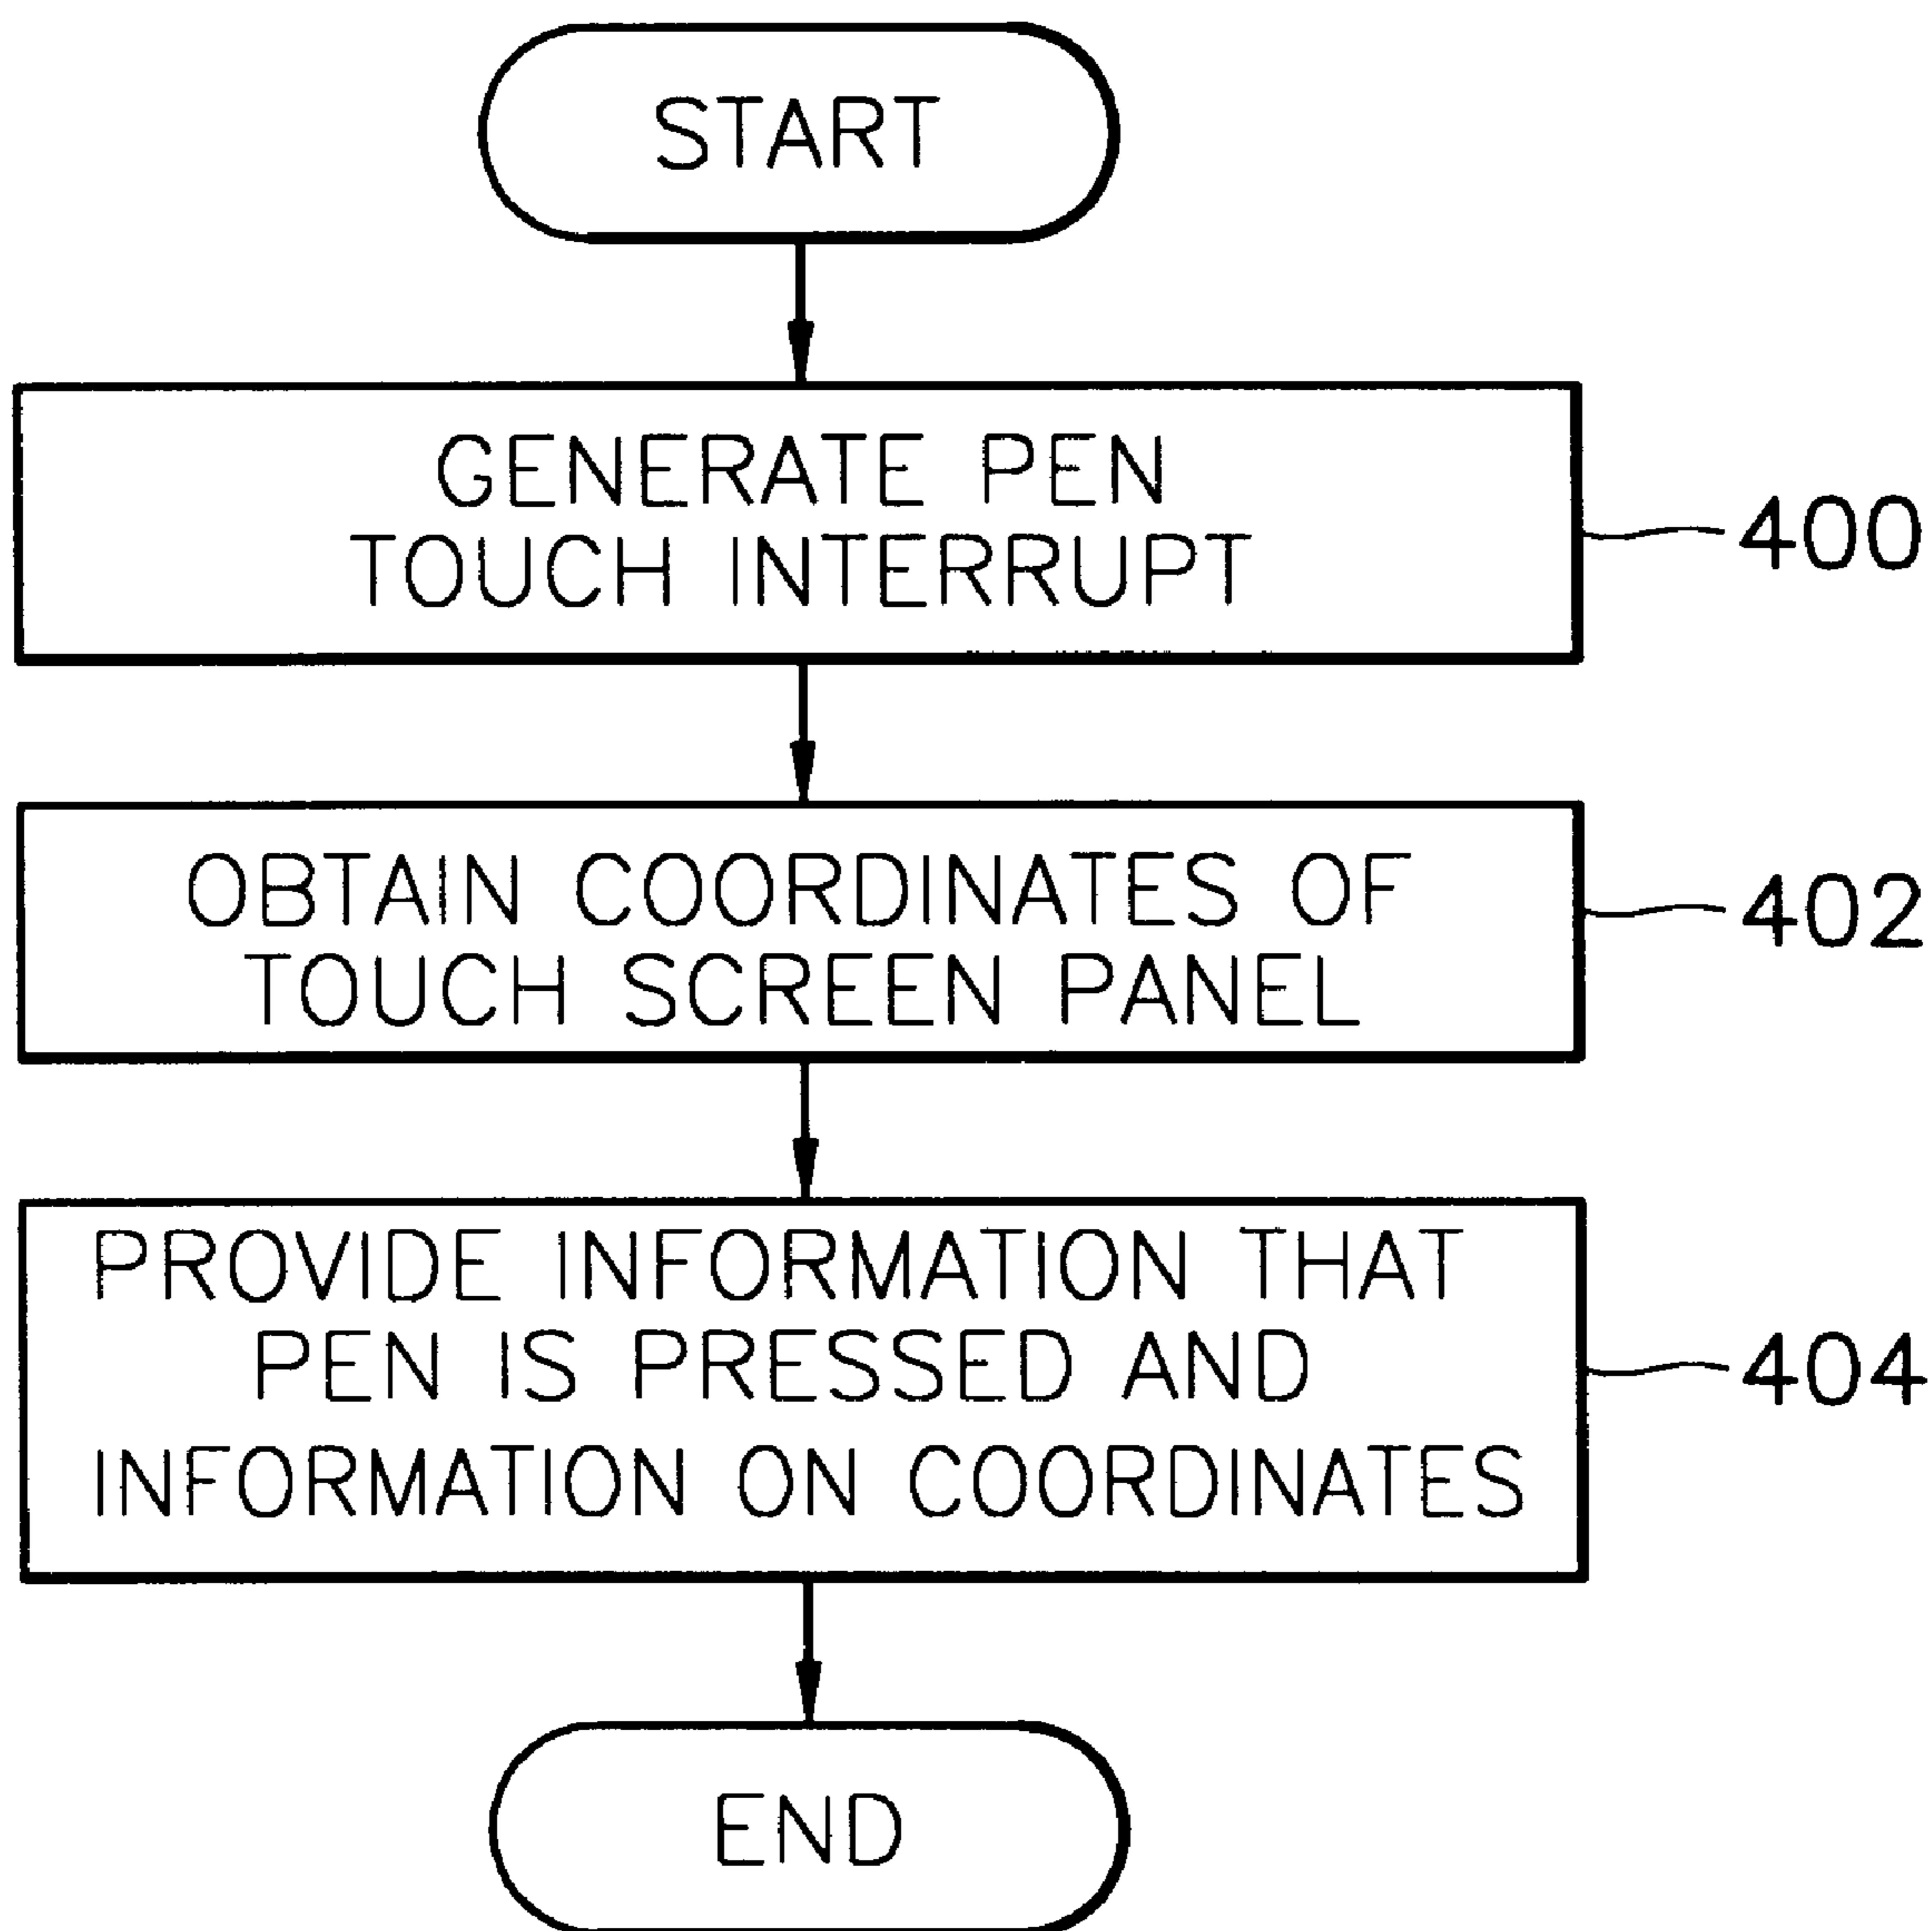 START
GENERATE PEN
TOUCH INTERRUPT
400
OBTAIN COORDINATES OF
TOUCH SCREEN PANEL
402
PROVIDE INFORMATION THAT
PEN IS PRESSED AND
INFORMATION ON COORDINATES
404
END